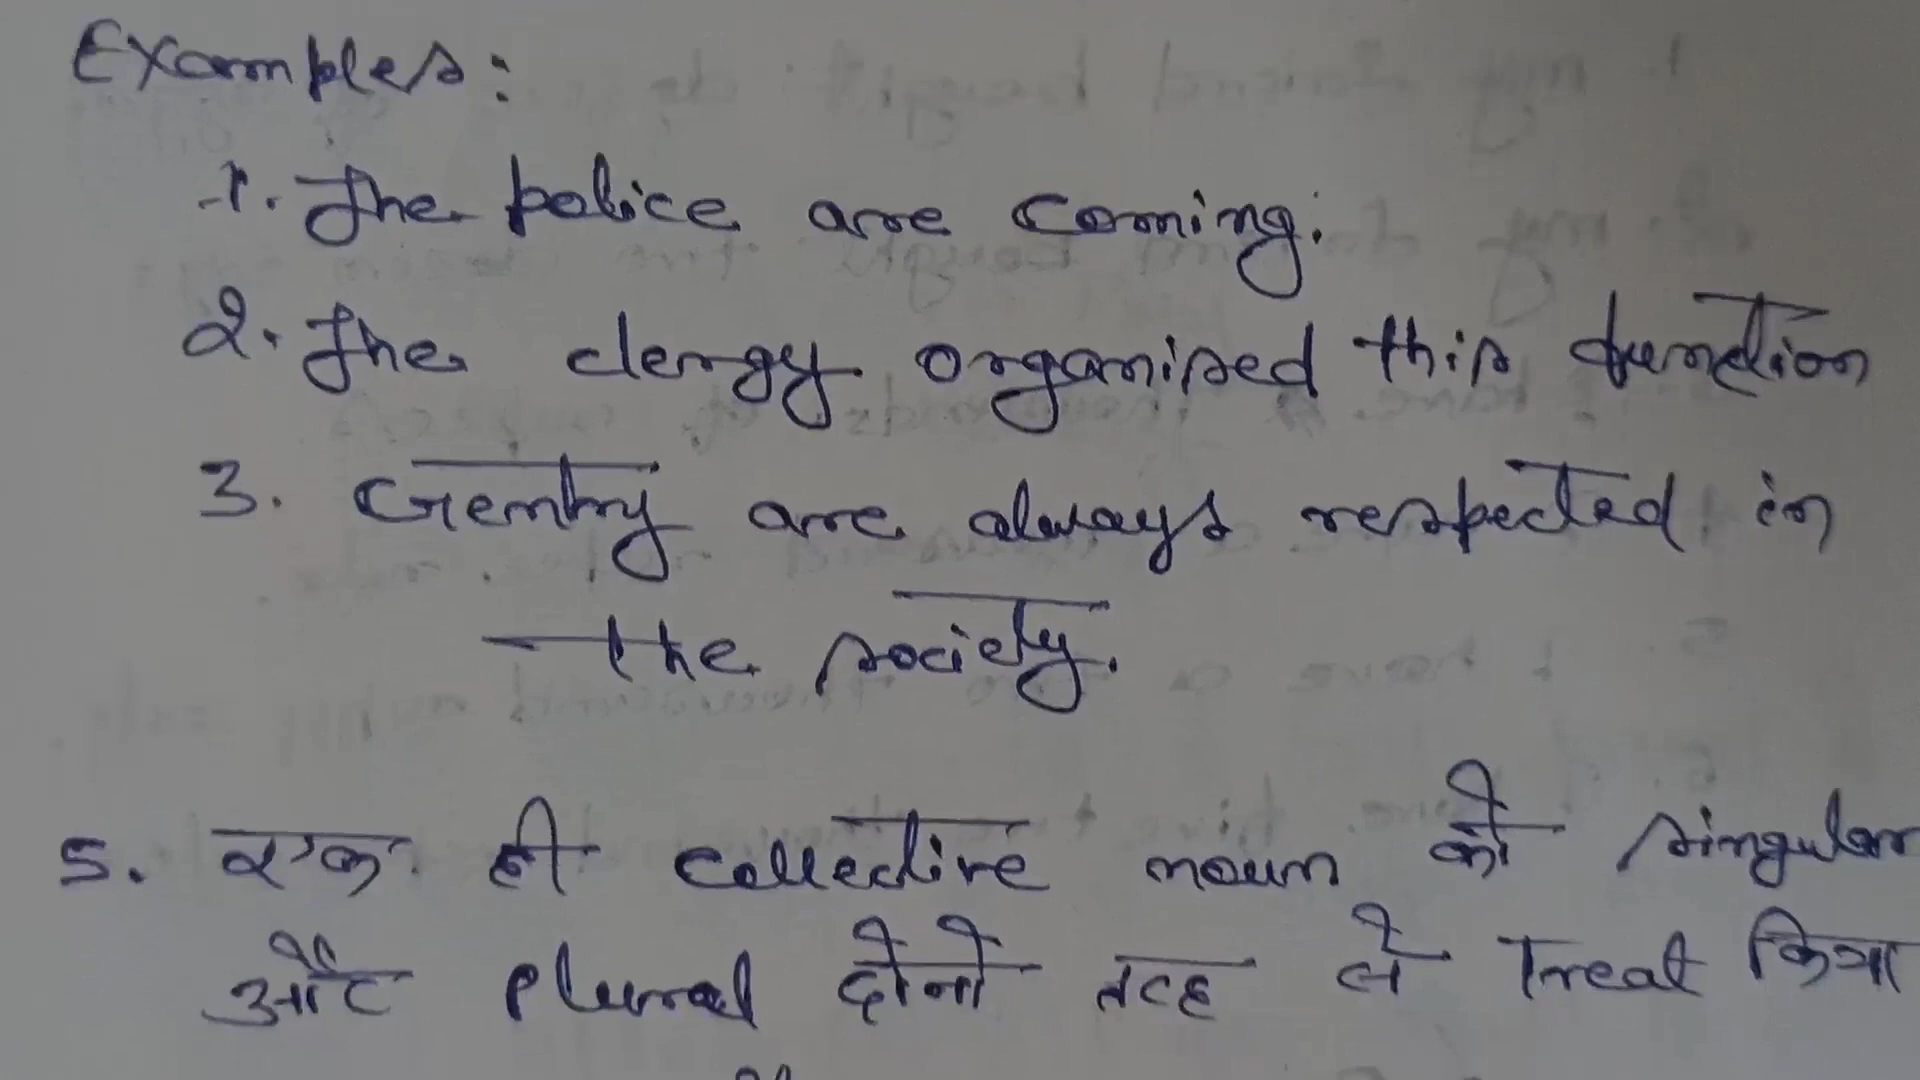 Examples:
1. The police are coming.
2. The clergy organised this function
3. Gentry are always respected in
the society.
5. एक ही collective noun को singular
और plural दोनो तरह से Treat किया